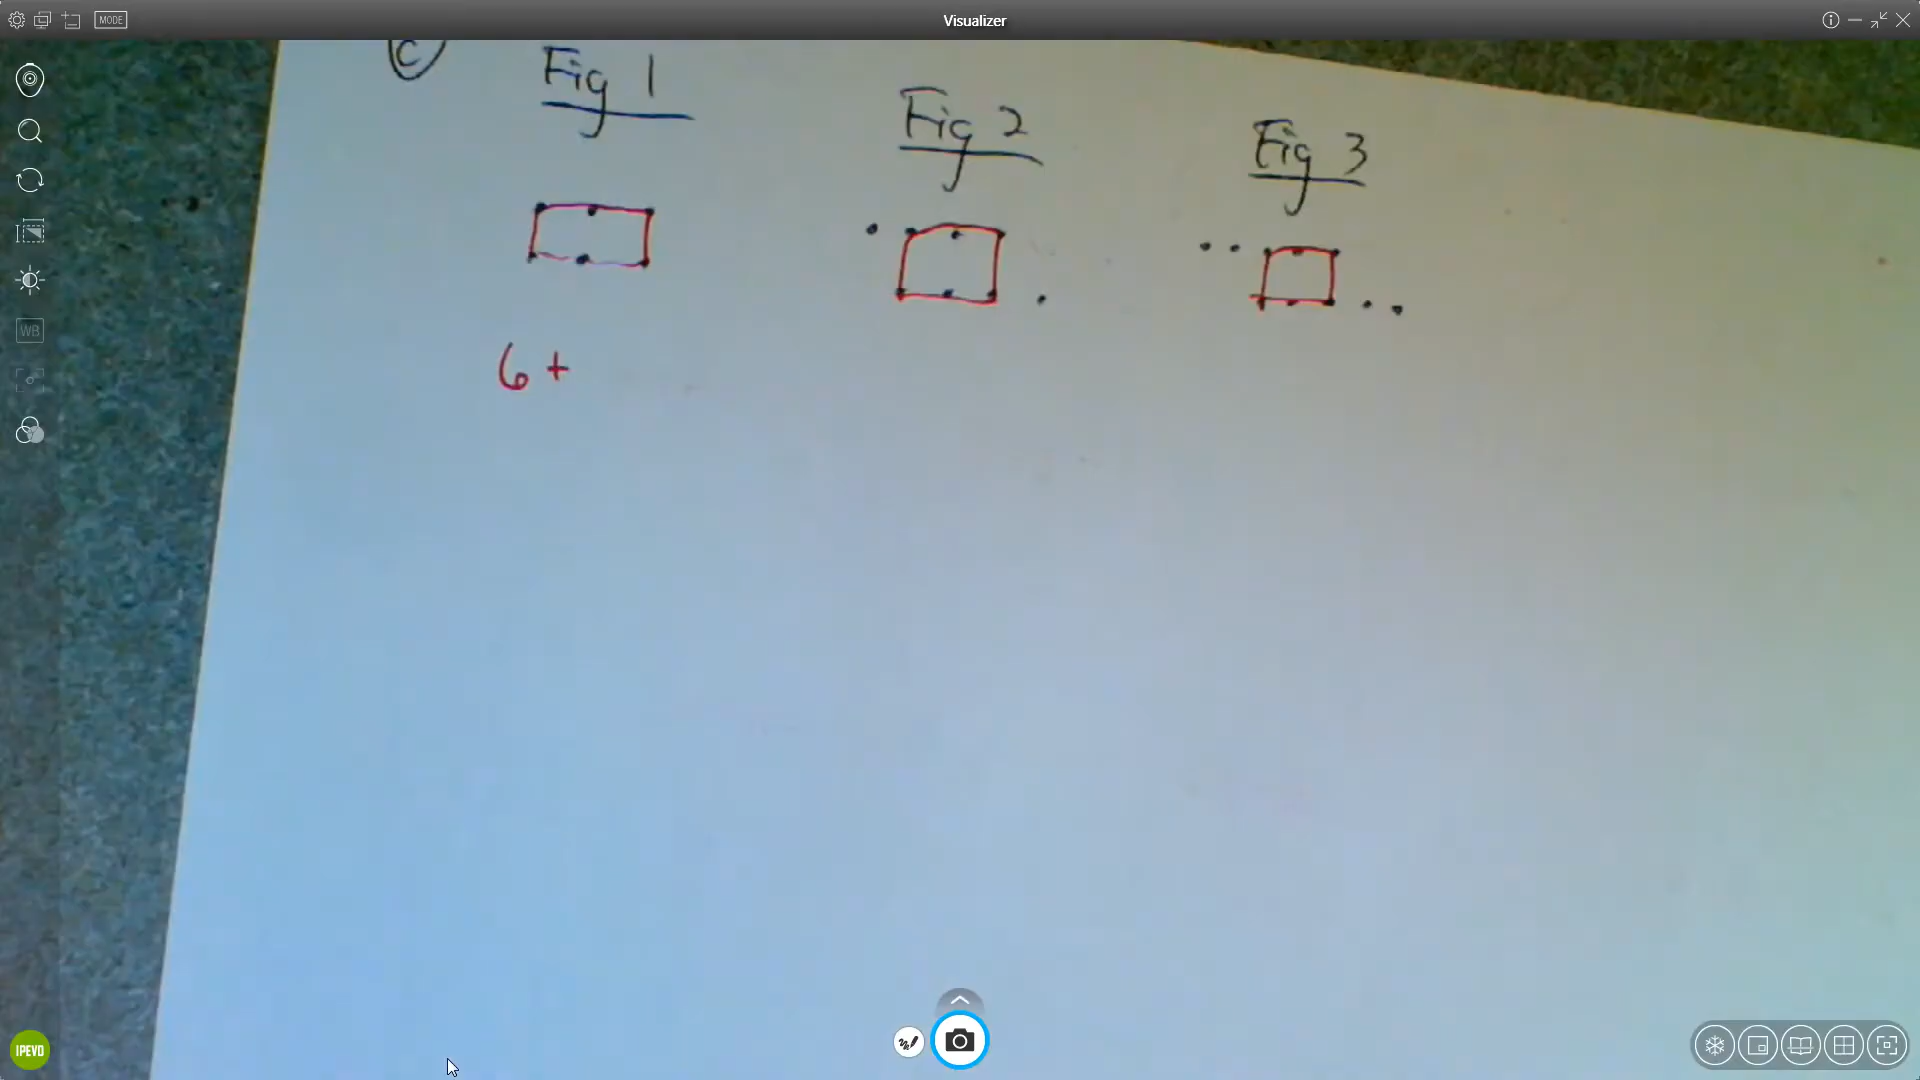 MODE
Visualizer
C
Fig 1
Fig 2
Fig 3
6 +
WB
IPEVO